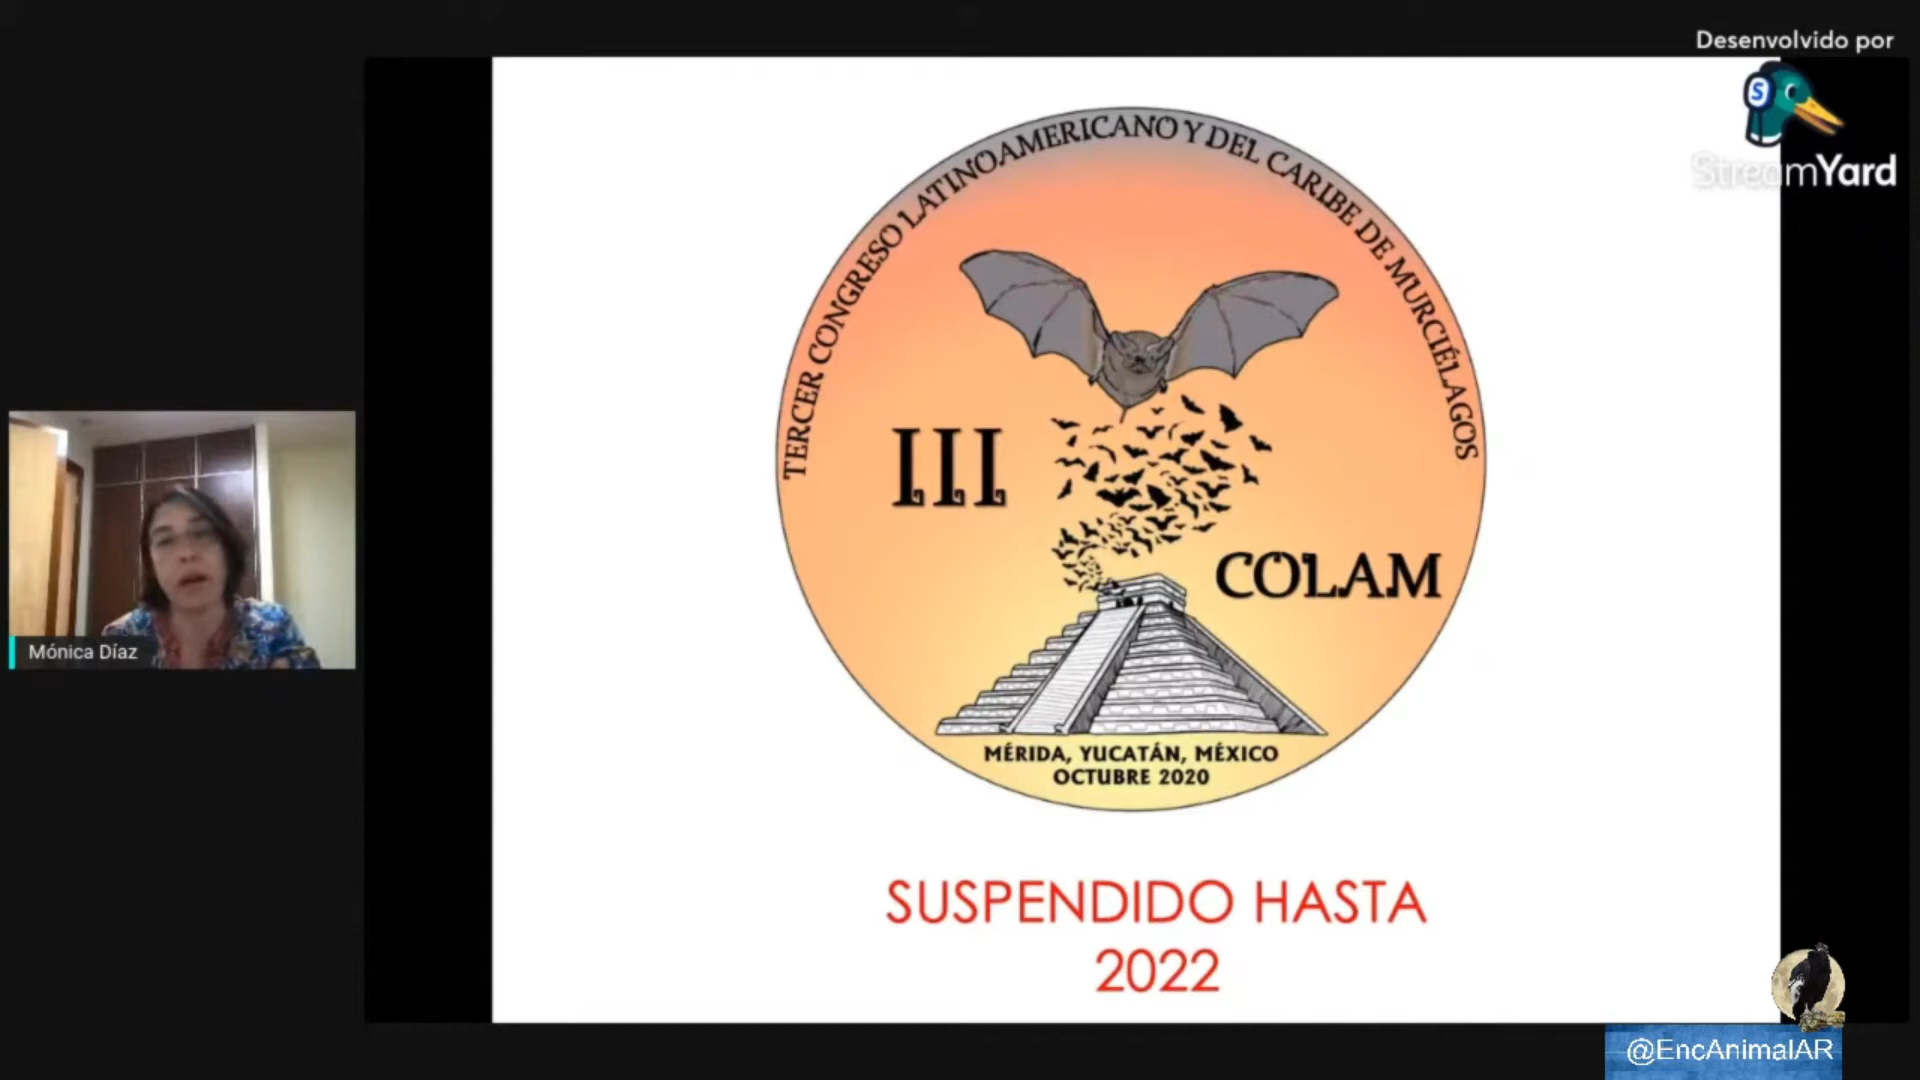 Desenvolvido por
StreamYard
TERCER CONGRESO LATINOAMERICANO Y DEL CARIBE DE MURCIÉLAGOS
III
COLAM
MÉRIDA, YUCATÁN, MÉXICO
OCTUBRE 2020
Mónica Díaz
SUSPENDIDO HASTA
2022
@EncAnimalAR